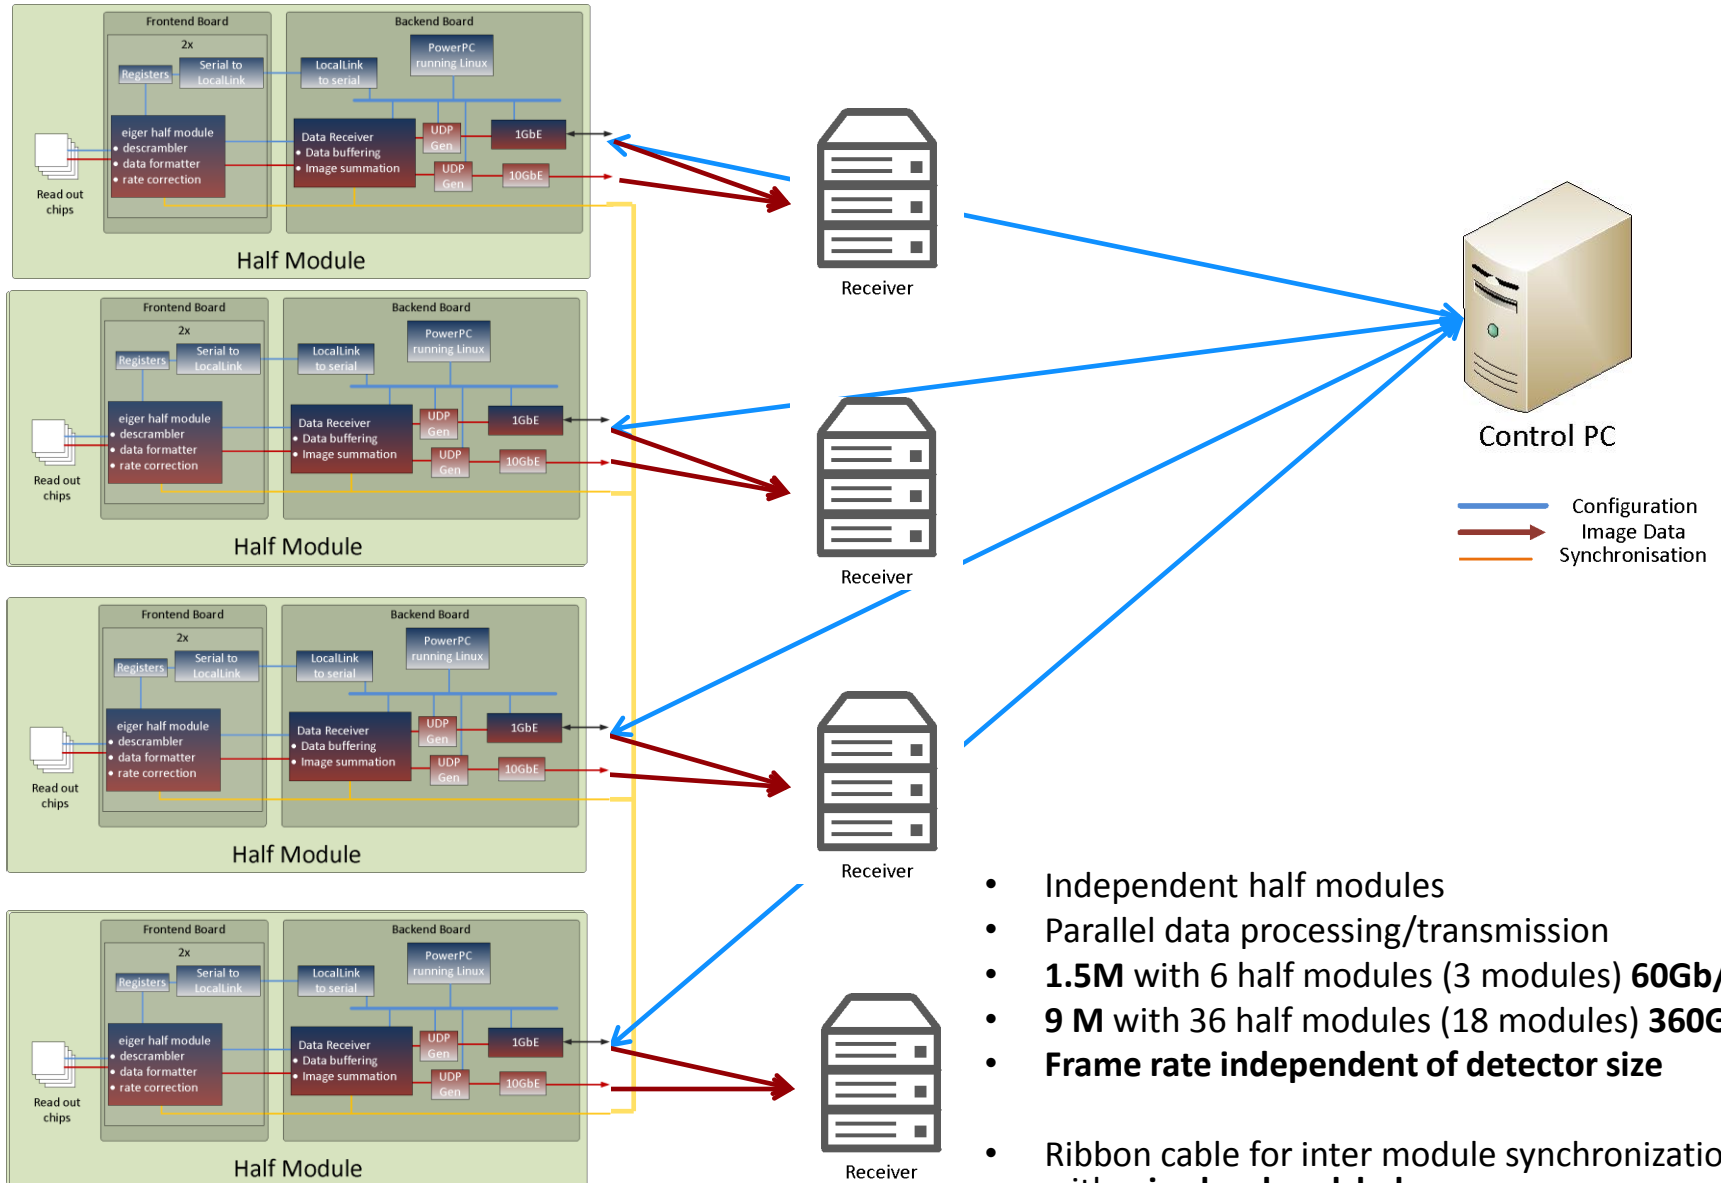 Frontend Board
Backend Board
2x
PowerPC
running Linux
Registers
Serial to
LocalLink
LocalLink
to serial
eiger half module
• descrambler
• data formatter
• rate correction
Data Receiver
• Data buffering
• Image summation
UDP
Gen
1GbE
UDP
Gen
10GbE
Read out
chips
Half Module
Receiver
Frontend Board
Backend Board
2x
PowerPC
running Linux
Registers
Serial to
LocalLink
LocalLink
to serial
eiger half module
• descrambler
• data formatter
• rate correction
Data Receiver
• Data buffering
• Image summation
UDP
Gen
1GbE
UDP
Gen
10GbE
Read out
chips
Half Module
Receiver
Control PC
Configuration
Image Data
Synchronisation
Frontend Board
Backend Board
2x
PowerPC
running Linux
Registers
Serial to
LocalLink
LocalLink
to serial
eiger half module
• descrambler
• data formatter
• rate correction
Data Receiver
• Data buffering
• Image summation
UDP
Gen
1GbE
UDP
Gen
10GbE
Read out
chips
Half Module
Receiver
Frontend Board
Backend Board
2x
PowerPC
running Linux
Registers
Serial to
LocalLink
LocalLink
to serial
eiger half module
• descrambler
• data formatter
• rate correction
Data Receiver
• Data buffering
• Image summation
UDP
Gen
1GbE
UDP
Gen
10GbE
Read out
chips
Half Module
Receiver
• Independent half modules
• Parallel data processing/transmission
• 1.5M with 6 half modules (3 modules) 60Gb/
• 9 M with 36 half modules (18 modules) 360G
• Frame rate independent of detector size
• Ribbon cable for inter module synchronizatio